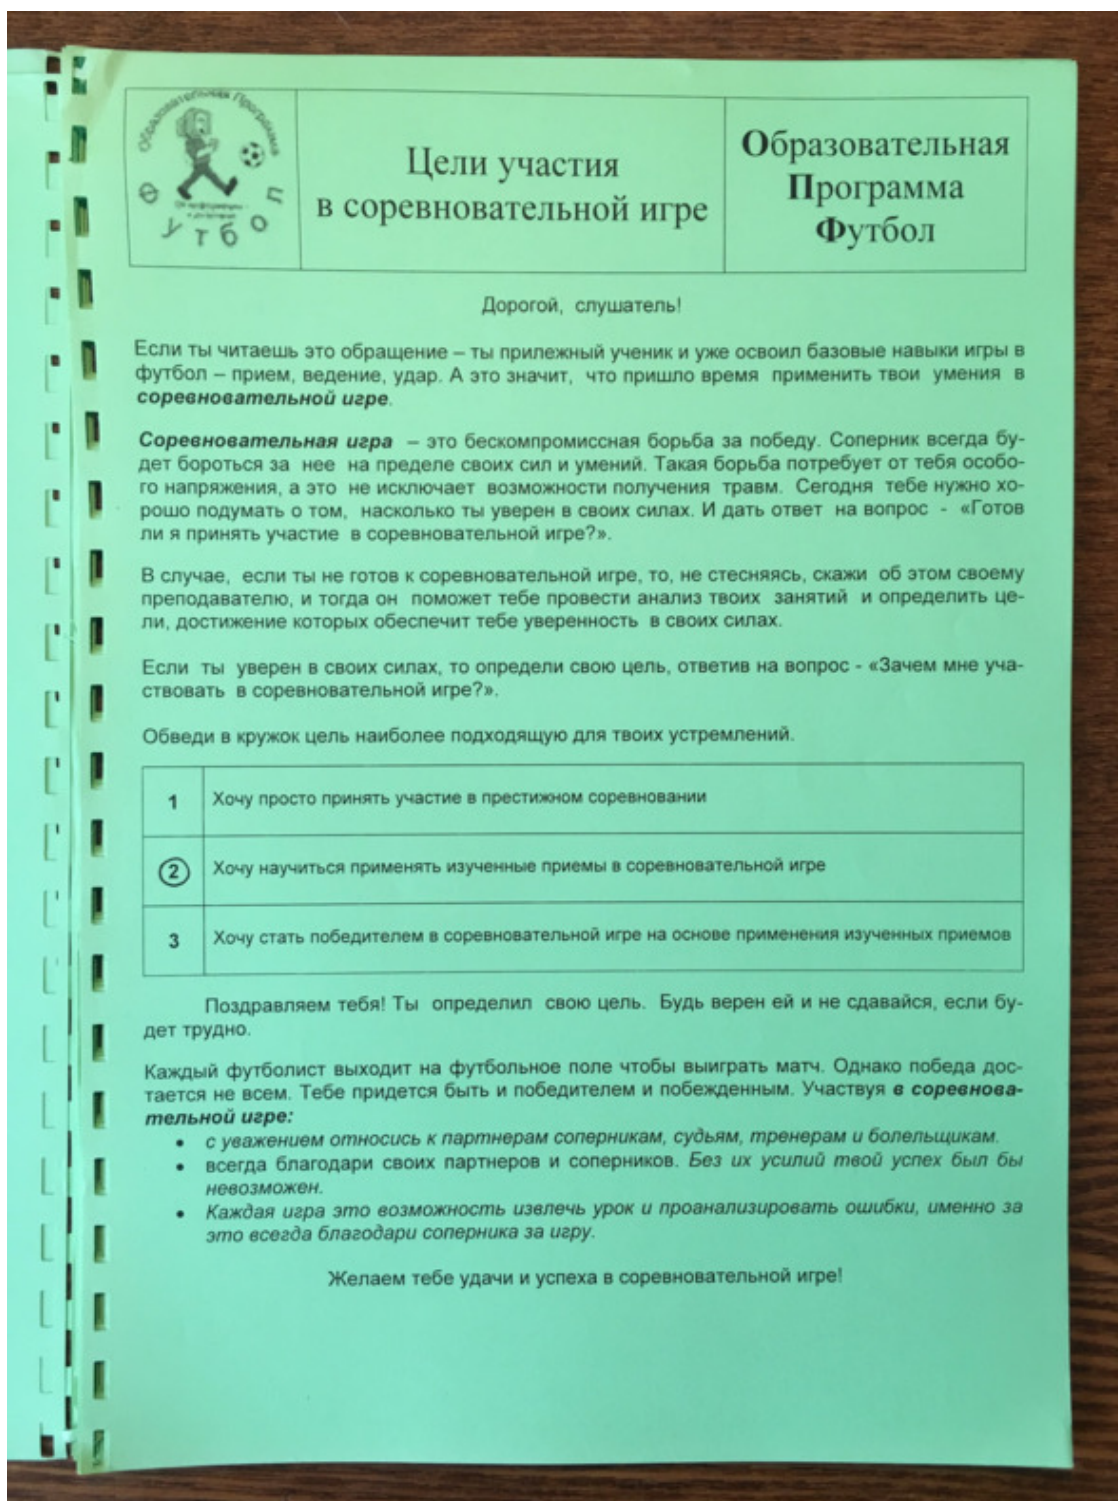 Образовательная Программа
Футбол
Цели участия
в соревновательной игре
Образовательная
Программа
Футбол
Дорогой, слушатель!
Если ты читаешь это обращение – ты прилежный ученик и уже освоил базовые навыки игры в
футбол – прием, ведение, удар. А это значит, что пришло время применить твои умения в
соревновательной игре.
Соревновательная игра – это бескомпромиссная борьба за победу. Соперник всегда бу-
дет бороться за нее на пределе своих сил и умений. Такая борьба потребует от тебя особо-
го напряжения, а это не исключает возможности получения травм. Сегодня тебе нужно хо-
рошо подумать о том, насколько ты уверен в своих силах. И дать ответ на вопрос - «Готов
ли я принять участие в соревновательной игре?».
В случае, если ты не готов к соревновательной игре, то, не стесняясь, скажи об этом своему
преподавателю, и тогда он поможет тебе провести анализ твоих занятий и определить це-
ли, достижение которых обеспечит тебе уверенность в своих силах.
Если ты уверен в своих силах, то определи свою цель, ответив на вопрос - «Зачем мне уча-
ствовать в соревновательной игре?».
Обведи в кружок цель наиболее подходящую для твоих устремлений.
1 Хочу просто принять участие в престижном соревновании
2 Хочу научиться применять изученные приемы в соревновательной игре
3 Хочу стать победителем в соревновательной игре на основе применения изученных приемов
Поздравляем тебя! Ты определил свою цель. Будь верен ей и не сдавайся, если бу-
дет трудно.
Каждый футболист выходит на футбольное поле чтобы выиграть матч. Однако победа дос-
тается не всем. Тебе придется быть и победителем и побежденным. Участвуя в соревнова-
тельной игре:
• с уважением относись к партнерам соперникам, судьям, тренерам и болельщикам.
• всегда благодари своих партнеров и соперников. Без их усилий твой успех был бы
невозможен.
• Каждая игра это возможность извлечь урок и проанализировать ошибки, именно за
это всегда благодари соперника за игру.
Желаем тебе удачи и успеха в соревновательной игре!